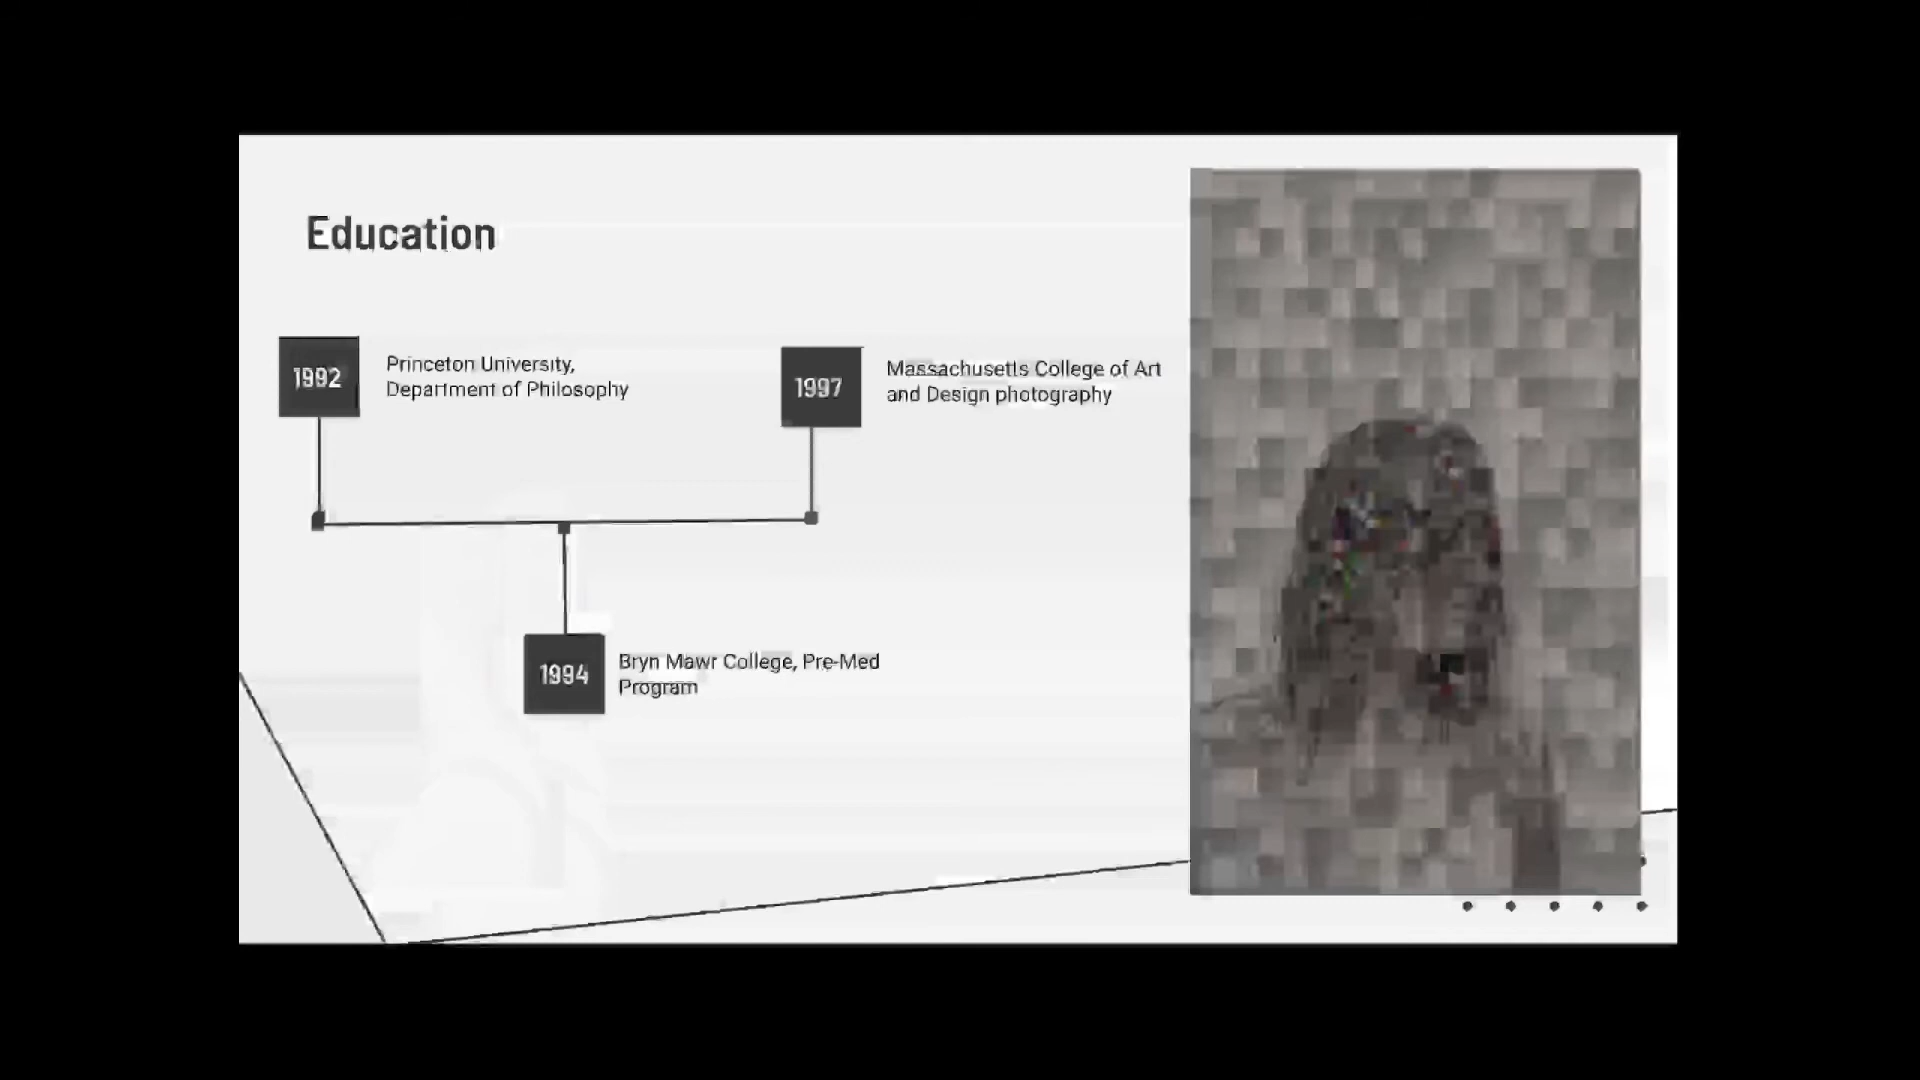 Education
1992
Princeton University,
Department of Philosophy
1997
Massachusetts College of Art
and Design photography
1994
Bryn Mawr College, Pre-Med
Program